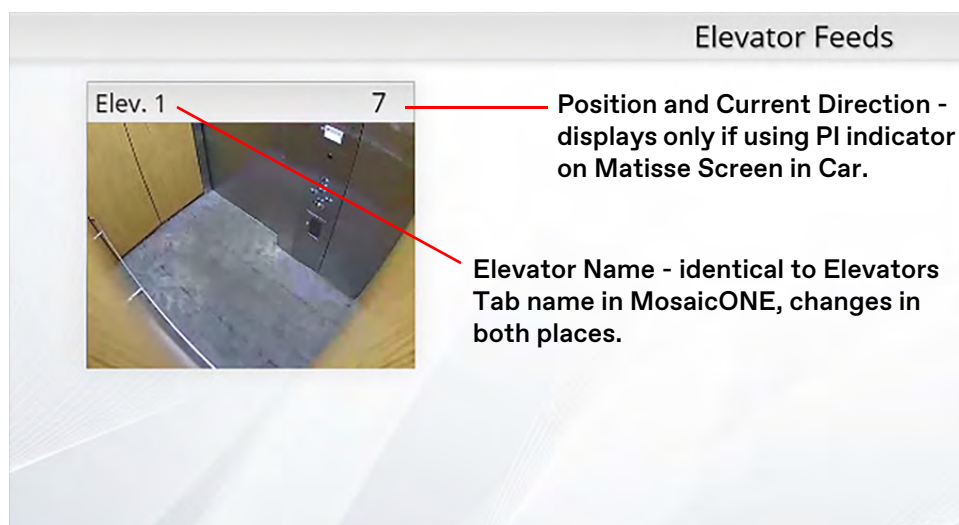 Elevator Feeds
Elev. 1 7
Position and Current Direction -
displays only if using PI indicator
on Matisse Screen in Car.
Elevator Name - identical to Elevators
Tab name in MosaicONE, changes in
both places.